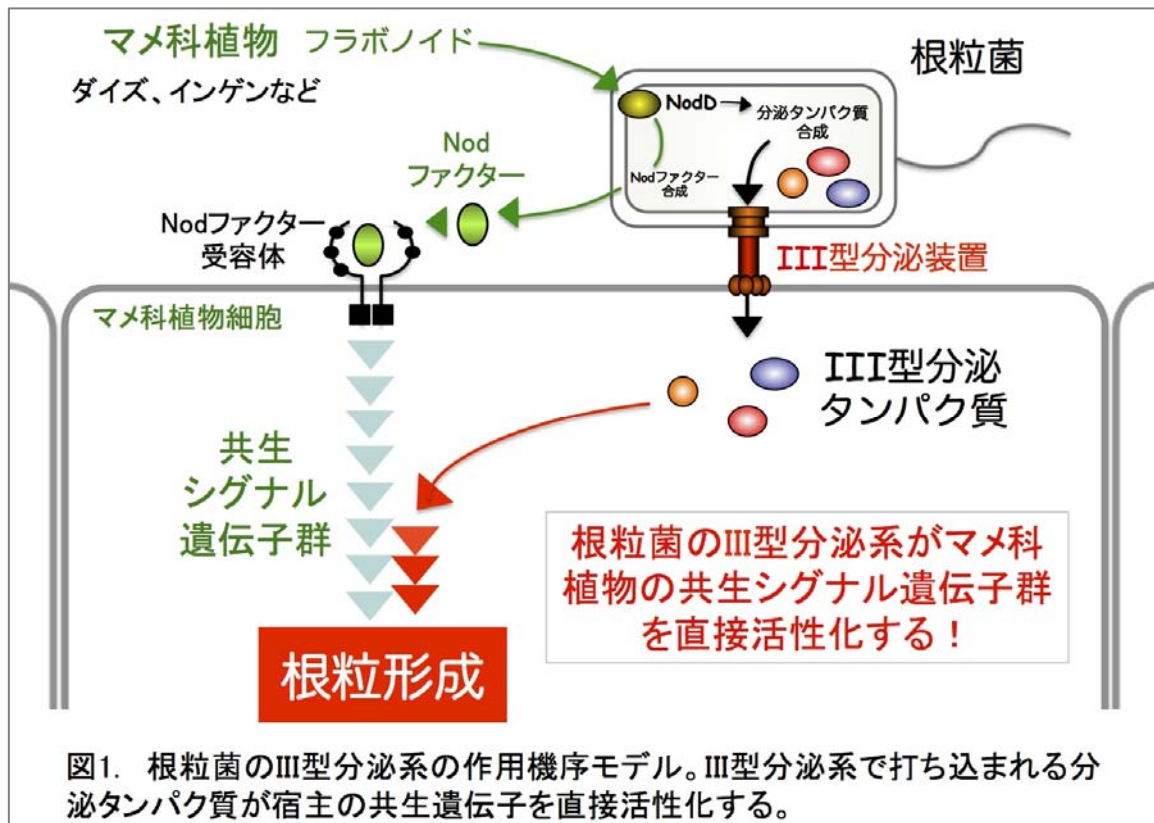 マメ科植物 フラボノイド
ダイズ、インゲンなど
根粒菌
NodD
分泌タンパク質
合成
Nodファクター
合成
Nod
ファクター
Nodファクター
受容体
III型分泌装置
マメ科植物細胞
III型分泌
タンパク質
共生
シグナル
遺伝子群
根粒菌のIII型分泌系がマメ科
植物の共生シグナル遺伝子群
を直接活性化する!
根粒形成
図1. 根粒菌のIII型分泌系の作用機序モデル。III型分泌系で打ち込まれる分
泌タンパク質が宿主の共生遺伝子を直接活性化する。